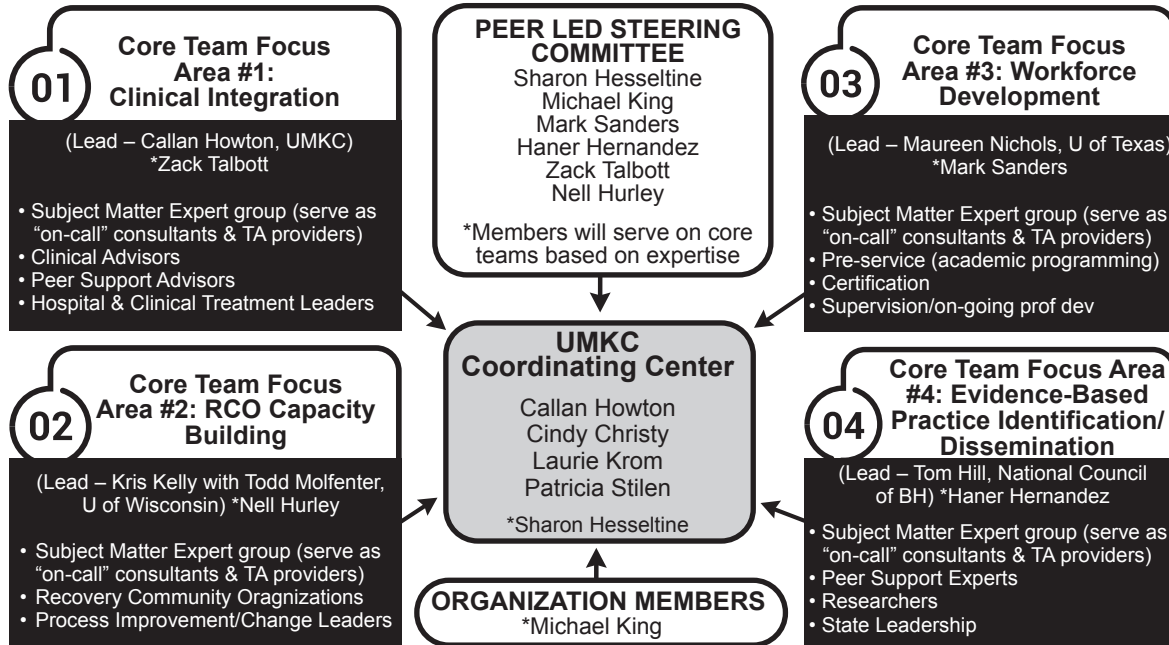 01
Core Team Focus
Area #1:
Clinical Integration
(Lead – Callan Howton, UMKC)
*Zack Talbott
• Subject Matter Expert group (serve as
“on-call” consultants & TA providers)
• Clinical Advisors
• Peer Support Advisors
• Hospital & Clinical Treatment Leaders
02
Core Team Focus
Area #2: RCO Capacity
Building
(Lead – Kris Kelly with Todd Molfenter,
U of Wisconsin) *Nell Hurley
• Subject Matter Expert group (serve as
“on-call” consultants & TA providers)
• Recovery Community Oragnizations
• Process Improvement/Change Leaders
PEER LED STEERING
COMMITTEE
Sharon Hesseltine
Michael King
Mark Sanders
Haner Hernandez
Zack Talbott
Nell Hurley
*Members will serve on core
teams based on expertise
UMKC
Coordinating Center
Callan Howton
Cindy Christy
Laurie Krom
Patricia Stilen
*Sharon Hesseltine
ORGANIZATION MEMBERS
*Michael King
03
Core Team Focus
Area #3: Workforce
Development
(Lead – Maureen Nichols, U of Texas)
*Mark Sanders
• Subject Matter Expert group (serve as
“on-call” consultants & TA providers)
• Pre-service (academic programming)
• Certification
• Supervision/on-going prof dev
04
Core Team Focus Area
#4: Evidence-Based
Practice Identification/
Dissemination
(Lead – Tom Hill, National Council
of BH) *Haner Hernandez
• Subject Matter Expert group (serve as
“on-call” consultants & TA providers)
• Peer Support Experts
• Researchers
• State Leadership